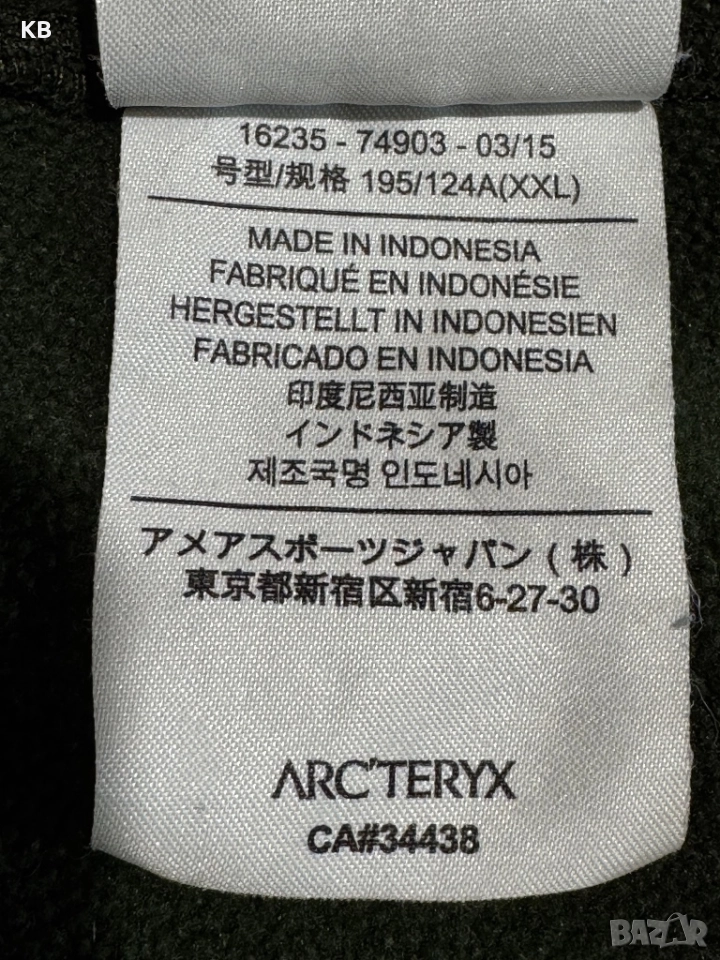 KB
16235 - 74903 - 03/15
号型/规格 195/124A(XXL)
MADE IN INDONESIA
FABRIQUÉ EN INDONÉSIE
HERGESTELLT IN INDONESIEN
FABRICADO EN INDONESIA
印度尼西亚制造
インドネシア製
제조국명 인도네시아
アメアスポーツジャパン ( 株 )
東京都新宿区新宿6-27-30
ARC'TERYX
CA#34438
BAZAR